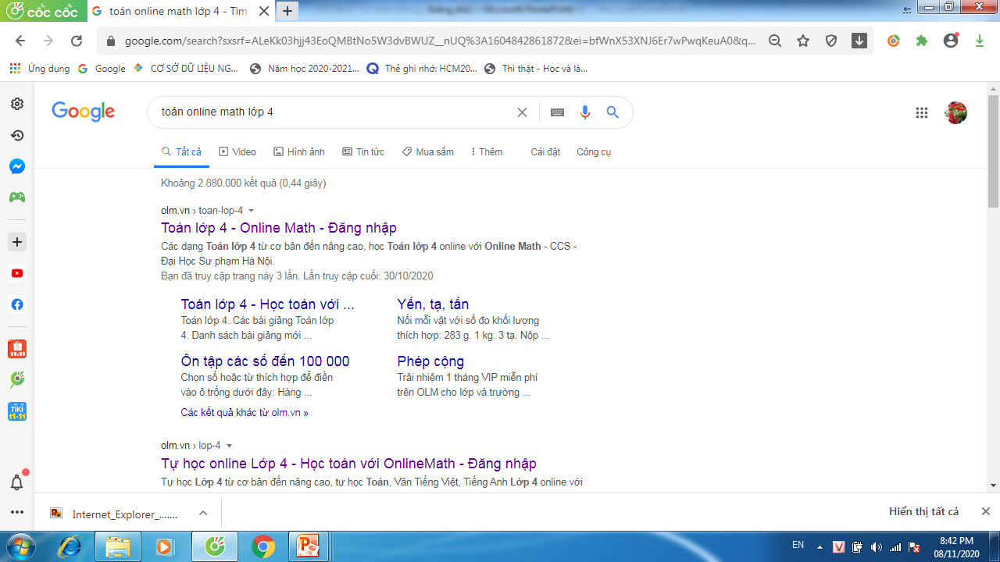 cốc cốc
toán online math lớp 4 - Tìm
google.com/search?sxsrf=ALeKk03hjj43EoQMBtNo5W3dvBWUZ__nUQ%3A1604842861872&ei=bfWnX53XNJ6Er7wPwqKeuA0&q...
Ứng dụng Google CƠ SỞ DỮ LIỆU NG... Năm học 2020-2021... Thẻ ghi nhớ: HCM20... Thi thật - Học và là...
Google
toán online math lớp 4
Tất cả Video Hình ảnh Tin tức Mua sắm Thêm Cài đặt Công cụ
Khoảng 2.880.000 kết quả (0,44 giây)
olm.vn › toan-lop-4
Toán lớp 4 - Online Math - Đăng nhập
Các dạng Toán lớp 4 từ cơ bản đến nâng cao, học Toán lớp 4 online với Online Math - CCS -
Đại Học Sư phạm Hà Nội.
Bạn đã truy cập trang này 3 lần. Lần truy cập cuối: 30/10/2020
Toán lớp 4 - Học toán với ...
Toán lớp 4. Các bài giảng Toán lớp
4. Danh sách bài giảng mới ...
Yến, tạ, tấn
Nối mỗi vật với số đo khối lượng
thích hợp: 283 g. 1 kg. 3 tạ. Nộp ...
Ôn tập các số đến 100 000
Chọn số hoặc từ thích hợp để điền
vào ô trống dưới đây: Hàng ...
Phép cộng
Trải nhiệm 1 tháng VIP miễn phí
trên OLM cho lớp và trường ...
Các kết quả khác từ olm.vn »
olm.vn › lop-4
Tự học online Lớp 4 - Học toán với OnlineMath - Đăng nhập
Tự học Lớp 4 từ cơ bản đến nâng cao, tự học Toán, Văn Tiếng Việt, Tiếng Anh Lớp 4 online với
11.11
TIKI
11-11
Internet_Explorer_.......
Hiển thị tất cả
EN
8:42 PM
08/11/2020